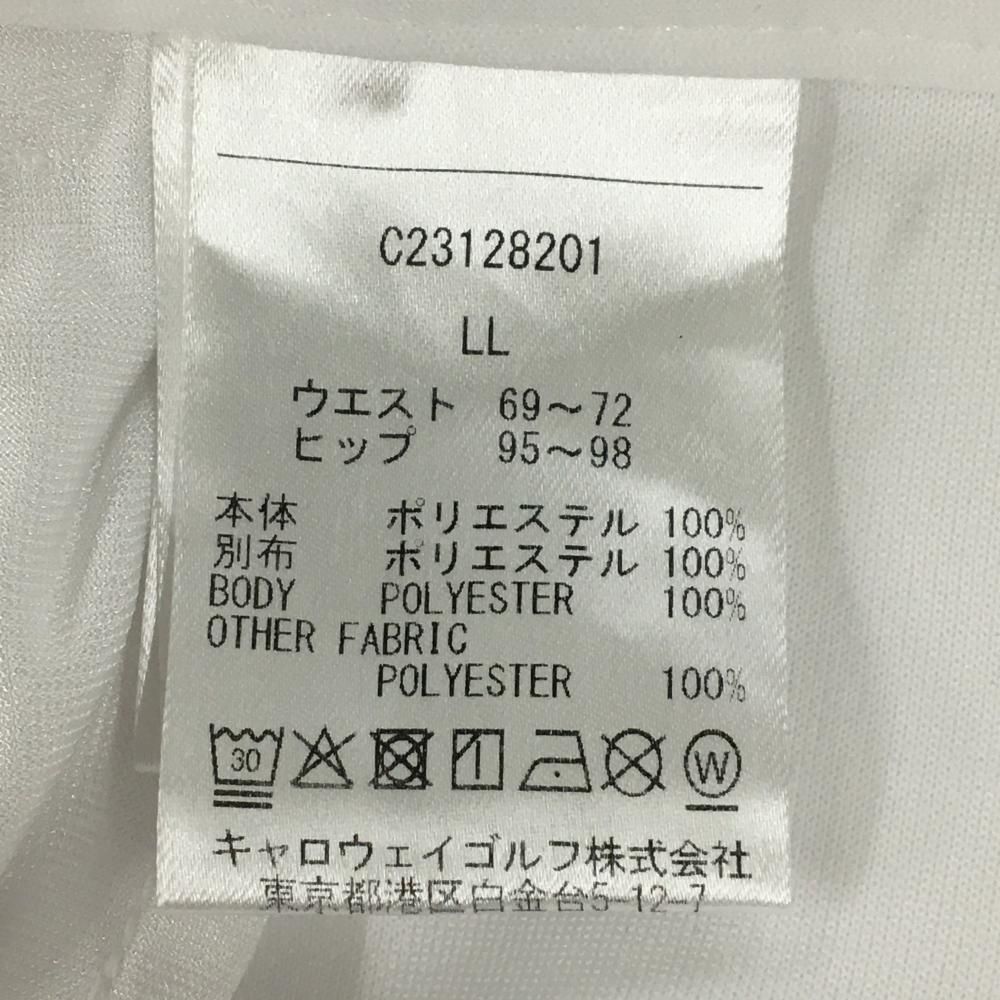 C23128201
LL
ウエスト 69～72
ヒップ 95～98
本体 ポリエステル 100%
別布 ポリエステル 100%
BODY POLYESTER 100%
OTHER FABRIC
POLYESTER 100%
30 W
キャロウェイゴルフ株式会社
東京都港区白金台5-12-7